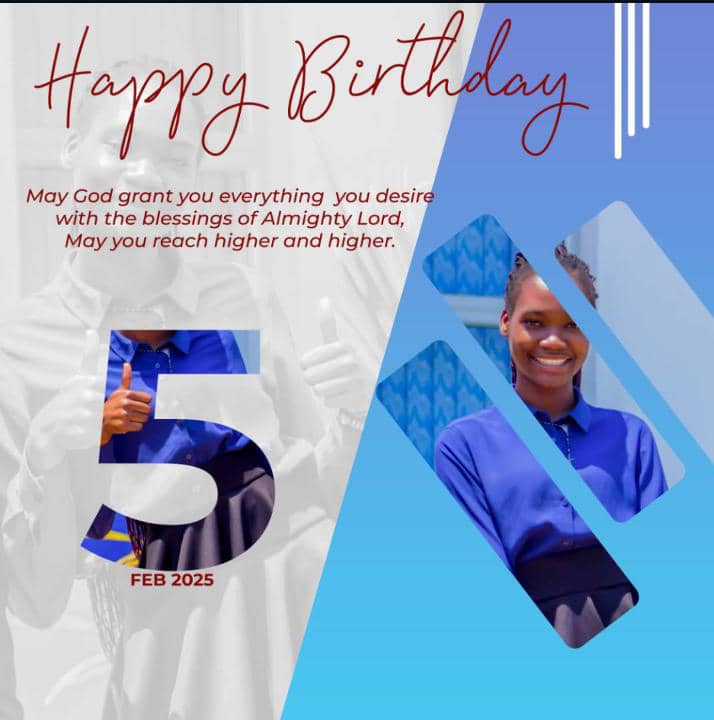 Happy Birthday
May God grant you everything you desire
with the blessings of Almighty Lord,
May you reach higher and higher.
5
FEB 2025